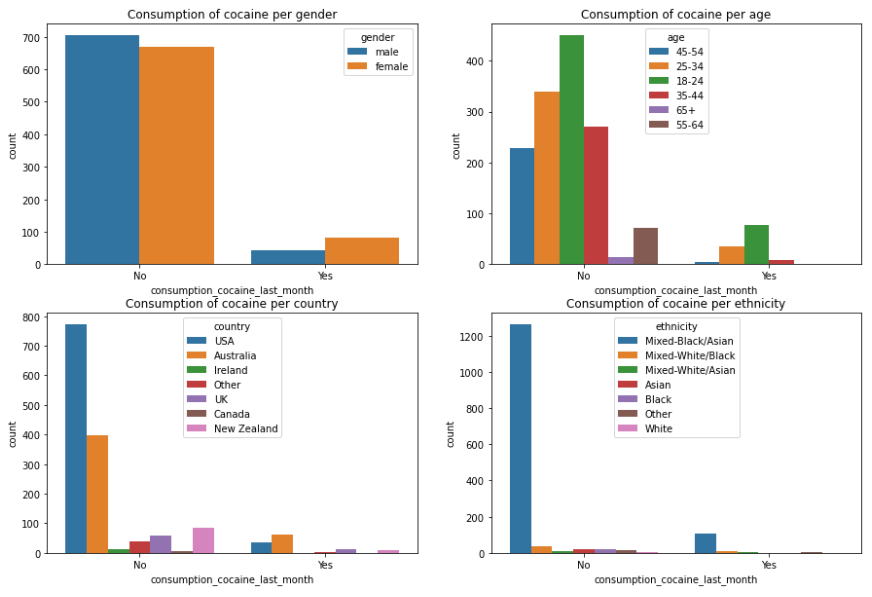 Consumption of cocaine per gender
700
600
500
400
300
200
100
0
count
gender
male
female
No
Yes
consumption_cocaine_last_month
Consumption of cocaine per age
400
300
200
100
0
count
age
45-54
25-34
18-24
35-44
65+
55-64
No
Yes
consumption_cocaine_last_month
Consumption of cocaine per country
800
700
600
500
400
300
200
100
0
count
country
USA
Australia
Ireland
Other
UK
Canada
New Zealand
No
Yes
consumption_cocaine_last_month
Consumption of cocaine per ethnicity
1200
1000
800
600
400
200
0
count
ethnicity
Mixed-Black/Asian
Mixed-White/Black
Mixed-White/Asian
Asian
Black
Other
White
No
Yes
consumption_cocaine_last_month